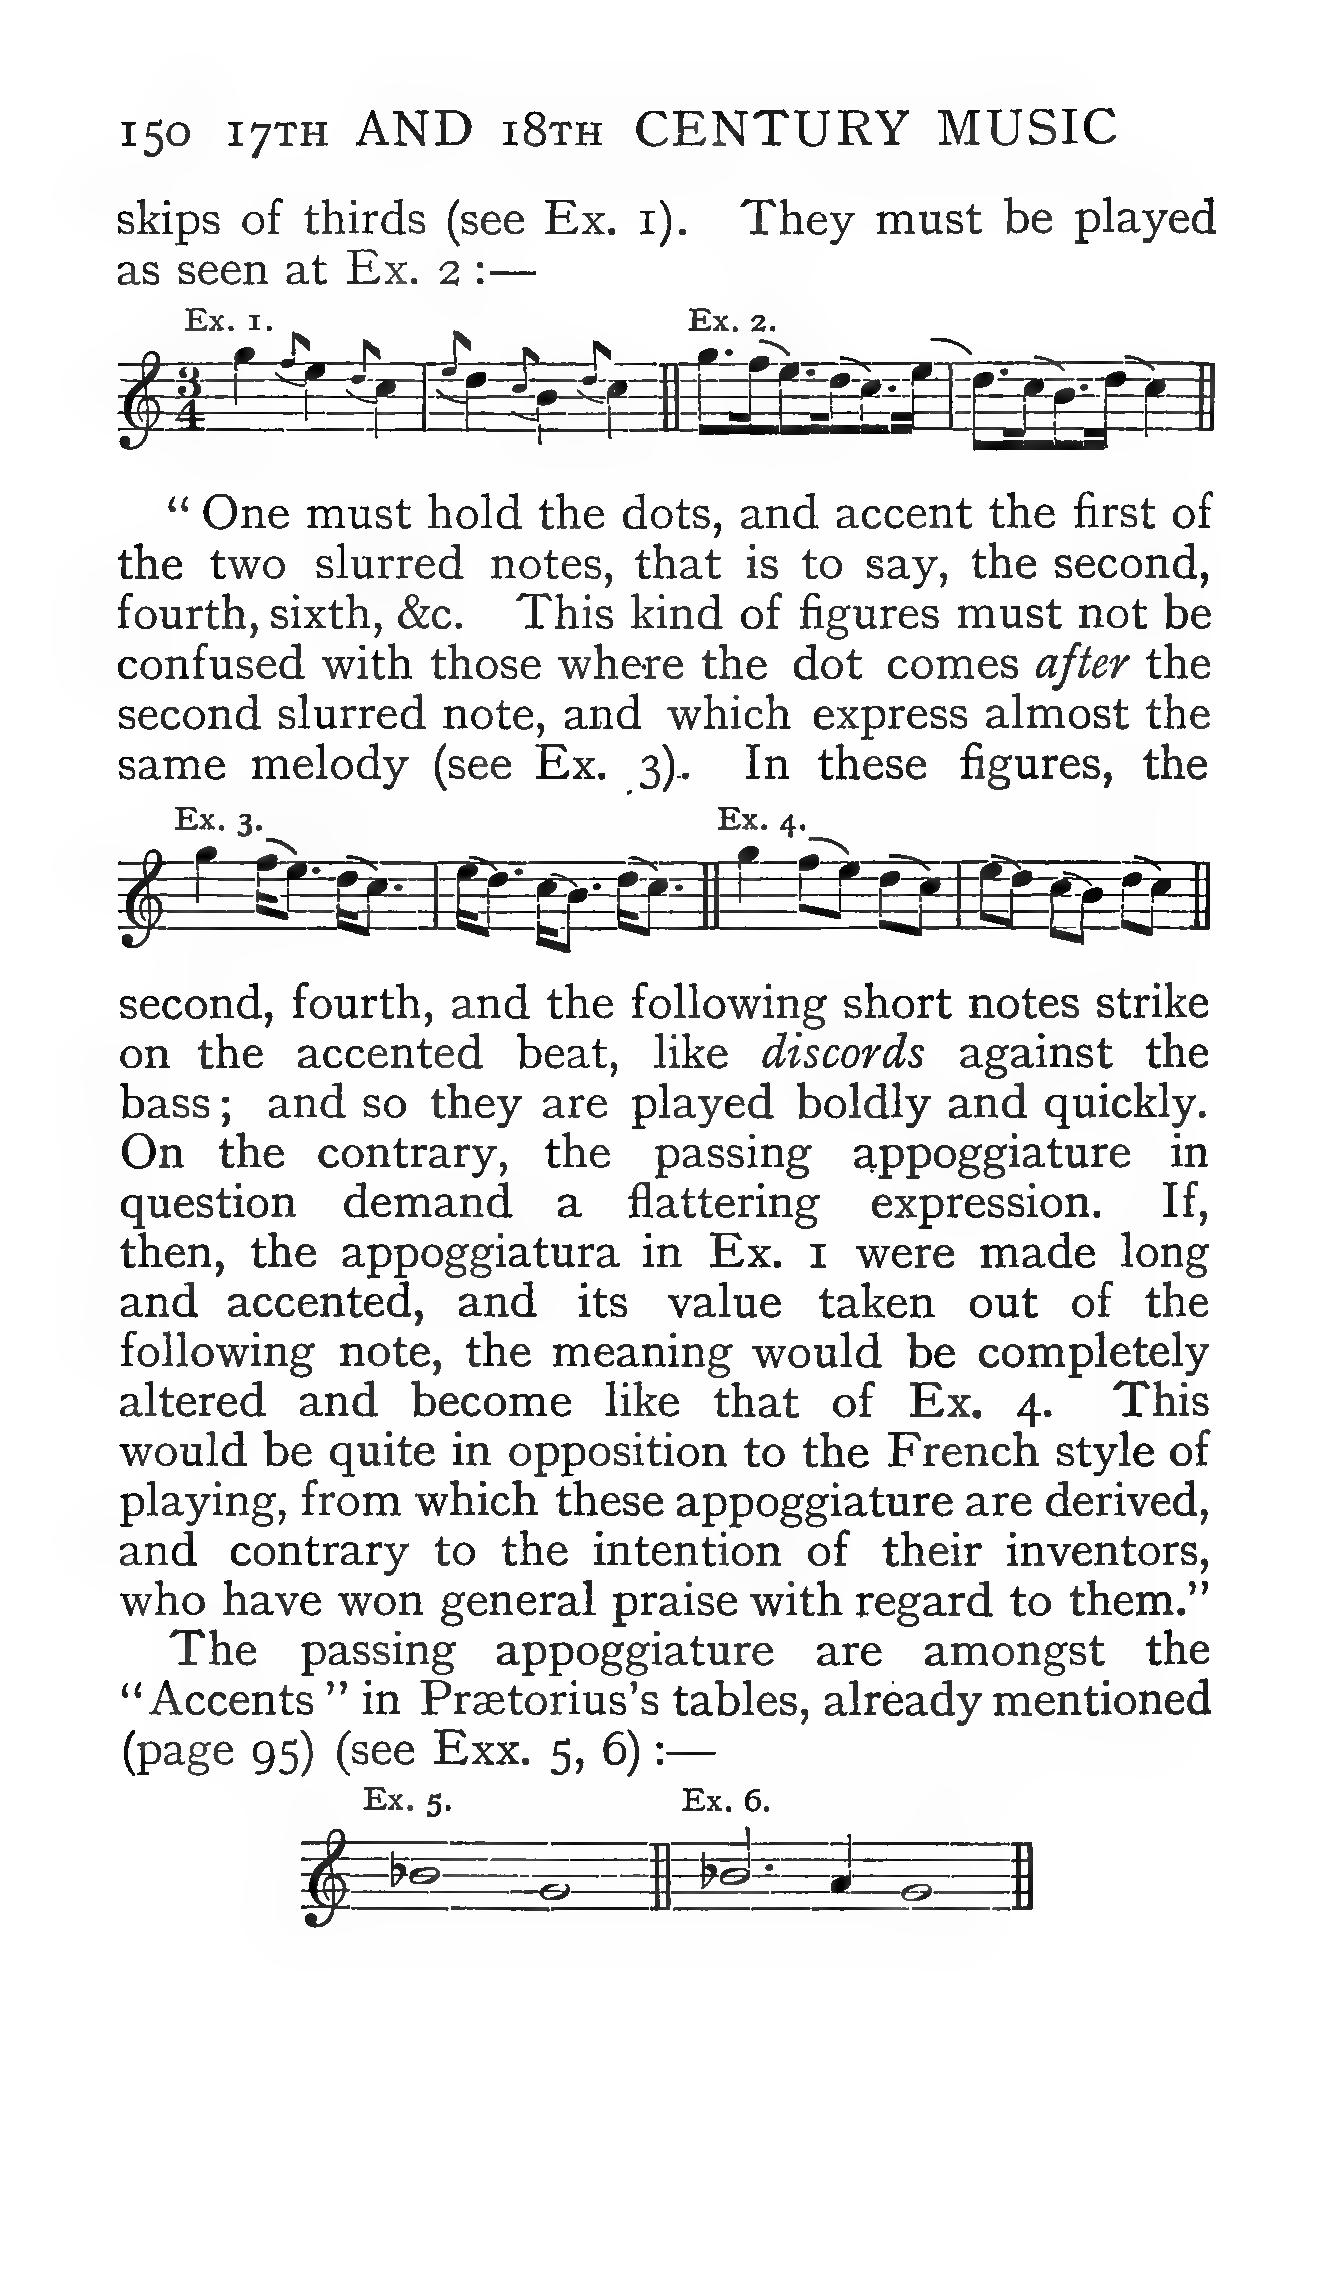 150 17TH AND 18TH CENTURY MUSIC
skips of thirds (see Ex. 1). They must be played
as seen at Ex. 2 :—
Ex. 1. Ex. 2.
3
4
“ One must hold the dots, and accent the first of
the two slurred notes, that is to say, the second,
fourth, sixth, &c. This kind of figures must not be
confused with those where the dot comes after the
second slurred note, and which express almost the
same melody (see Ex. 3). In these figures, the
Ex. 3. Ex. 4.
second, fourth, and the following short notes strike
on the accented beat, like discords against the
bass ; and so they are played boldly and quickly.
On the contrary, the passing appoggiature in
question demand a flattering expression. If,
then, the appoggiatura in Ex. 1 were made long
and accented, and its value taken out of the
following note, the meaning would be completely
altered and become like that of Ex. 4. This
would be quite in opposition to the French style of
playing, from which these appoggiature are derived,
and contrary to the intention of their inventors,
who have won general praise with regard to them.”
The passing appoggiature are amongst the
“Accents ” in Prætorius’s tables, already mentioned
(page 95) (see Exx. 5, 6) :—
Ex. 5. Ex. 6.